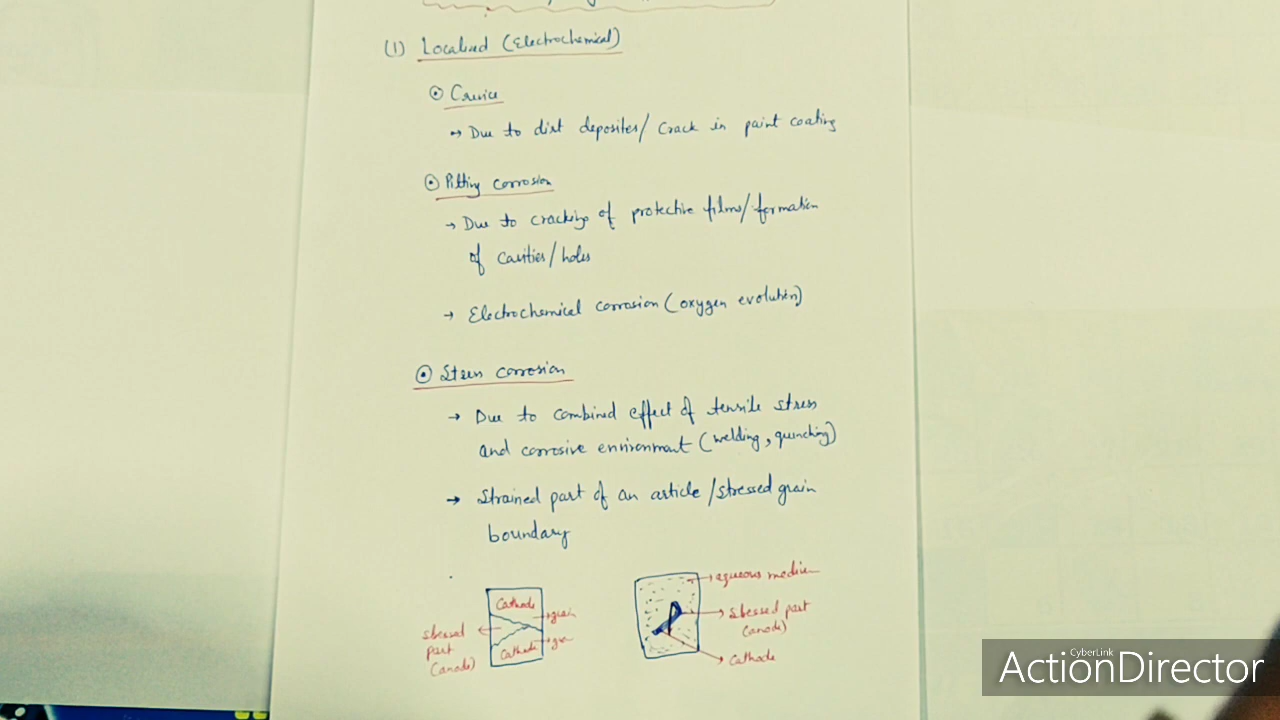 (1) Localised (Electrochemical)
Crevice
→ Due to dirt deposites/ crack in paint coating
Pitting corrosion
→ Due to cracking of protective films/formation
of cavities/holes
→ Electrochemical corrosion (oxygen evolution)
Stress corrosion
→ Due to combined effect of tensile stress
and corrosive environment (welding, quenching)
→ Strained part of an article /stressed grain
boundary
Cathode
→grain
stressed
part
(anode)
Cathode
→aqueous medium
→ stressed part
(anode)
→ cathode
CyberLink
ActionDirector